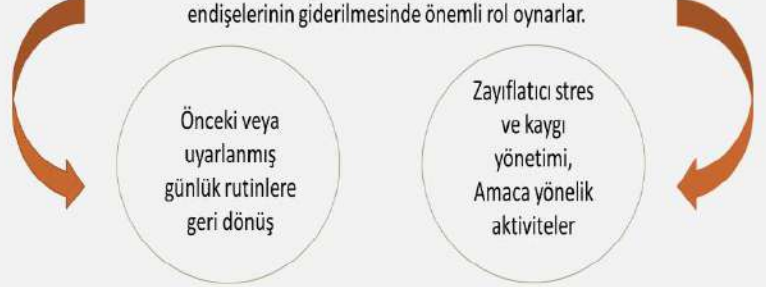 endişelerinin giderilmesinde önemli rol oynarlar.
Önceki veya
uyarlanmış
günlük rutinlere
geri dönüş
Zayıflatıcı stres
ve kaygı
yönetimi,
Amaca yönelik
aktiviteler